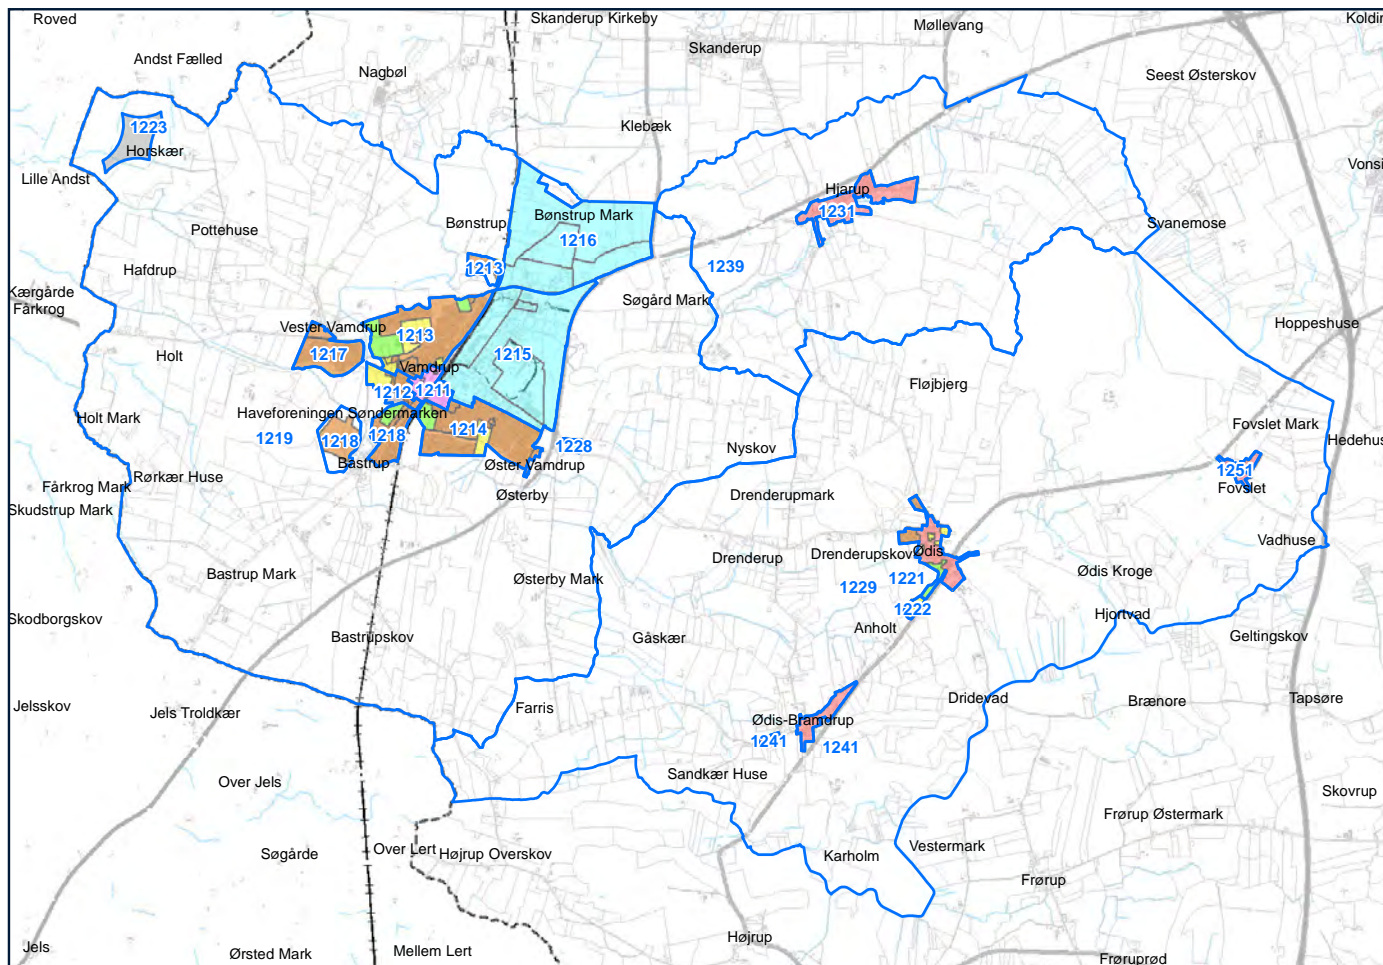 Roved
Skanderup Kirkeby
Møllevang
Skanderup
Andst Fælled
Nagbøl
Seest Østerskov
Klebæk
1223
Horskær
Lille Andst
Vonsi
Hjarup
1231
Bønstrup
Bønstrup Mark
Svanemose
Pottehuse
1216
Hafdrup
1213
1239
Kærgårde
Farkrog
Søgård Mark
Hoppeshuse
Vester Vamdrup
1213
Holt
1217
Vamdrup
1215
Fløjbjerg
1212
1211
Haveforeningen Søndermarken
Holt Mark
1219
1218
1218
1214
1228
Nyskov
Fovslet Mark
Hedehus
Bastrup
Øster Vamdrup
1251
Rørkær Huse
Fårkrog Mark
Østerby
Drenderupmark
Fovslet
Skudstrup Mark
Drenderup
Drenderupskov
Ødis
Vadhuse
Bastrup Mark
Østerby Mark
1229
1221
Ødis Kroge
1222
Skodborgskov
Bastrupskov
Gåskær
Anholt
Hjortvad
Geltingskov
Jelsskov
Jels Troldkær
Farris
Dridevad
Brænore
Tapsøre
Ødis-Bramdrup
1241
1241
Over Jels
Sandkær Huse
Skovrup
Frørup Østermark
Søgårde
Over Lert
Højrup Overskov
Karholm
Vestermark
Frørup
Jels
Ørsted Mark
Mellem Lert
Højrup
Frøruprød